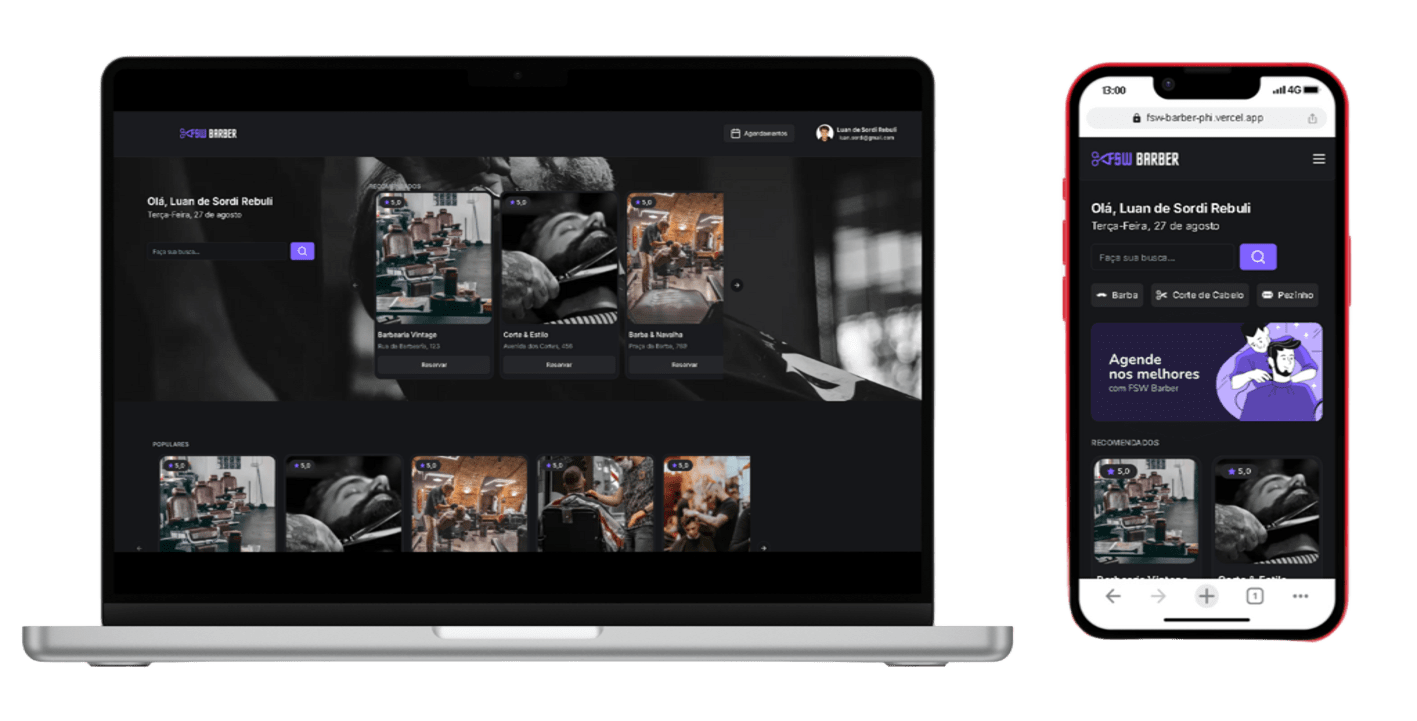 FSW BARBER
Agendamentos
Luan de Sordi Rebuli
luan.sordi@gmail.com
Olá, Luan de Sordi Rebuli
Terça-Feira, 27 de agosto
Faça sua busca...
RECOMENDADOS
5,0
5,0
5,0
Barbearia Vintage
Rua da Barbearia, 123
Reservar
Corte & Estilo
Avenida dos Cortes, 456
Reservar
Barba & Navalha
Praça da Barba, 789
Reservar
POPULARES
5,0
5,0
5,0
5,0
5,0
13:00
4G
fsw-barber-phi.vercel.app
FSW BARBER
Olá, Luan de Sordi Rebuli
Terça-Feira, 27 de agosto
Faça sua busca...
Barba
Corte de Cabelo
Pezinho
Agende
nos melhores
com FSW Barber
RECOMENDADOS
5,0
5,0
Barbearia Vintage
Corte & Estilo
1